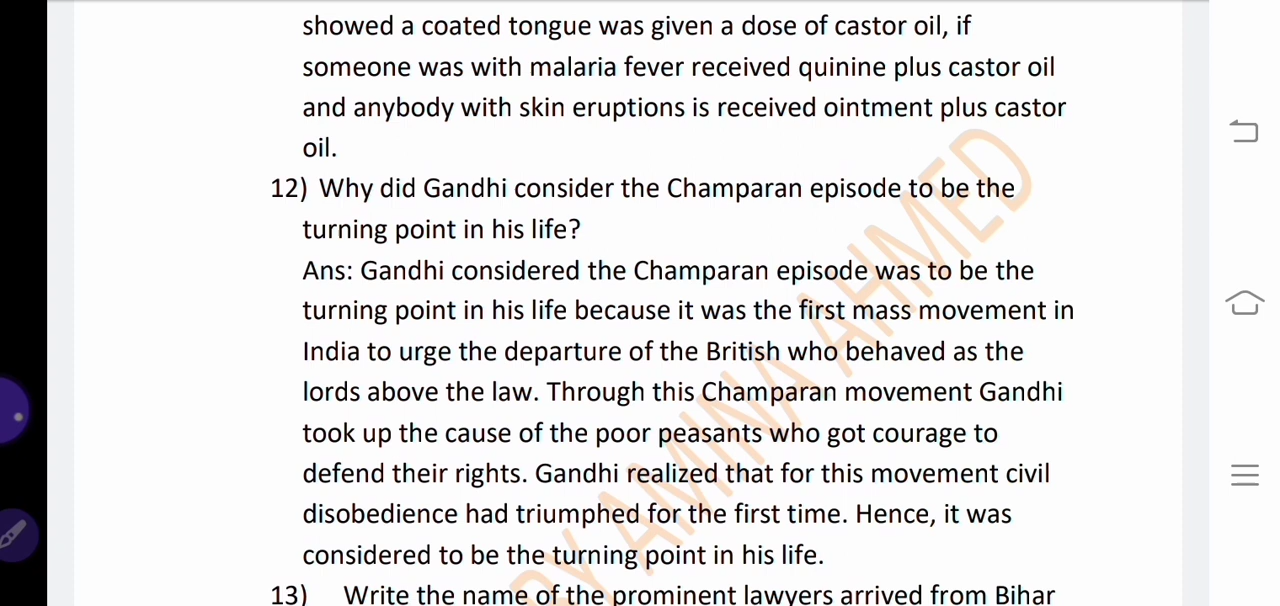 showed a coated tongue was given a dose of castor oil, if
someone was with malaria fever received quinine plus castor oil
and anybody with skin eruptions is received ointment plus castor
oil.
12) Why did Gandhi consider the Champaran episode to be the
turning point in his life?
Ans: Gandhi considered the Champaran episode was to be the
turning point in his life because it was the first mass movement in
India to urge the departure of the British who behaved as the
lords above the law. Through this Champaran movement Gandhi
took up the cause of the poor peasants who got courage to
defend their rights. Gandhi realized that for this movement civil
disobedience had triumphed for the first time. Hence, it was
considered to be the turning point in his life.
13) Write the name of the prominent lawyers arrived from Bihar
BY AMINA AHMED